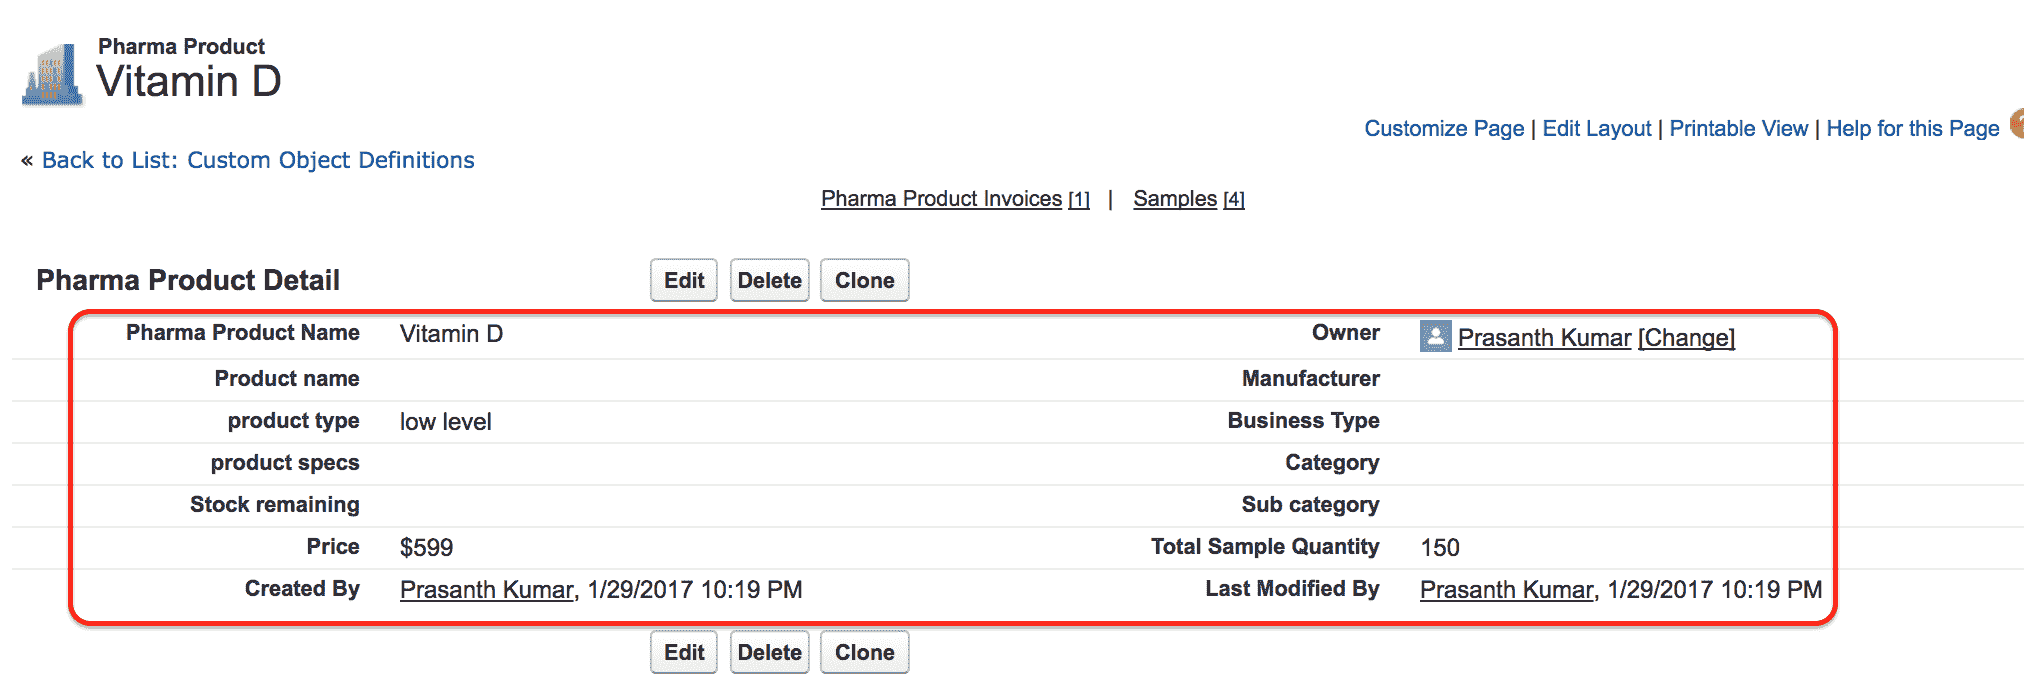 Pharma Product
Vitamin D
Customize Page | Edit Layout | Printable View | Help for this Page
« Back to List: Custom Object Definitions
Pharma Product Invoices [1] | Samples [4]
Pharma Product Detail Edit Delete Clone
Pharma Product Name Vitamin D Owner Prasanth Kumar [Change]
Product name Manufacturer
product type low level Business Type
product specs Category
Stock remaining Sub category
Price $599 Total Sample Quantity 150
Created By Prasanth Kumar, 1/29/2017 10:19 PM Last Modified By Prasanth Kumar, 1/29/2017 10:19 PM
Edit Delete Clone